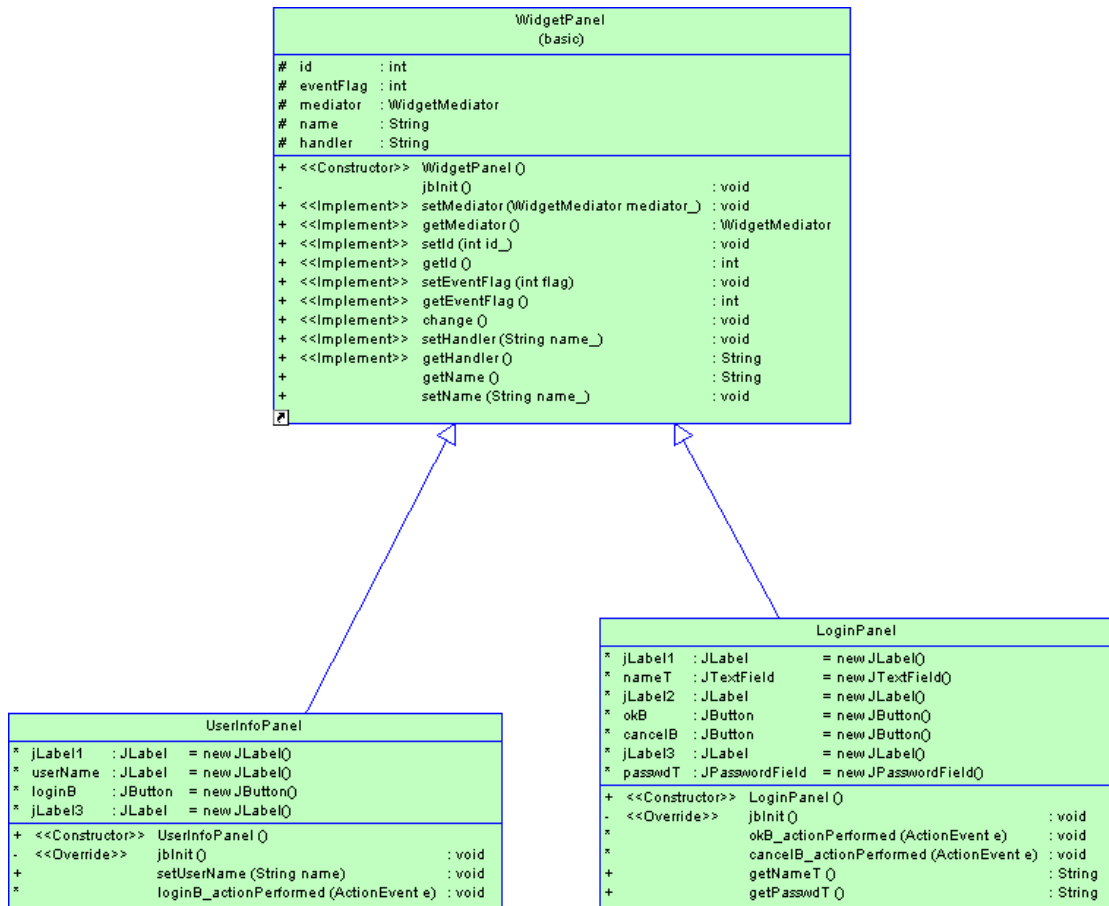 WidgetPanel
(basic)
# id : int
# eventFlag : int
# mediator : WidgetMediator
# name : String
# handler : String
+ <<Constructor>> WidgetPanel ()
- jbInit () : void
+ <<Implement>> setMediator (WidgetMediator mediator_) : void
+ <<Implement>> getMediator () : WidgetMediator
+ <<Implement>> setId (int id_) : void
+ <<Implement>> getId () : int
+ <<Implement>> setEventFlag (int flag) : void
+ <<Implement>> getEventFlag () : int
+ <<Implement>> change () : void
+ <<Implement>> setHandler (String name_) : void
+ <<Implement>> getHandler () : String
+ getName () : String
+ setName (String name_) : void
UserInfoPanel
* jLabel1 : JLabel = new JLabel()
* userName : JLabel = new JLabel()
* loginB : JButton = new JButton()
* jLabel3 : JLabel = new JLabel()
+ <<Constructor>> UserInfoPanel ()
- <<Override>> jbInit () : void
+ setUserName (String name) : void
* loginB_actionPerformed (ActionEvent e) : void
LoginPanel
* jLabel1 : JLabel = new JLabel()
* nameT : JTextField = new JTextField()
* jLabel2 : JLabel = new JLabel()
* okB : JButton = new JButton()
* cancelB : JButton = new JButton()
* jLabel3 : JLabel = new JLabel()
* passwdT : JPasswordField = new JPasswordField()
+ <<Constructor>> LoginPanel ()
- <<Override>> jbInit () : void
* okB_actionPerformed (ActionEvent e) : void
* cancelB_actionPerformed (ActionEvent e) : void
+ getNameT () : String
+ getPasswdT () : String